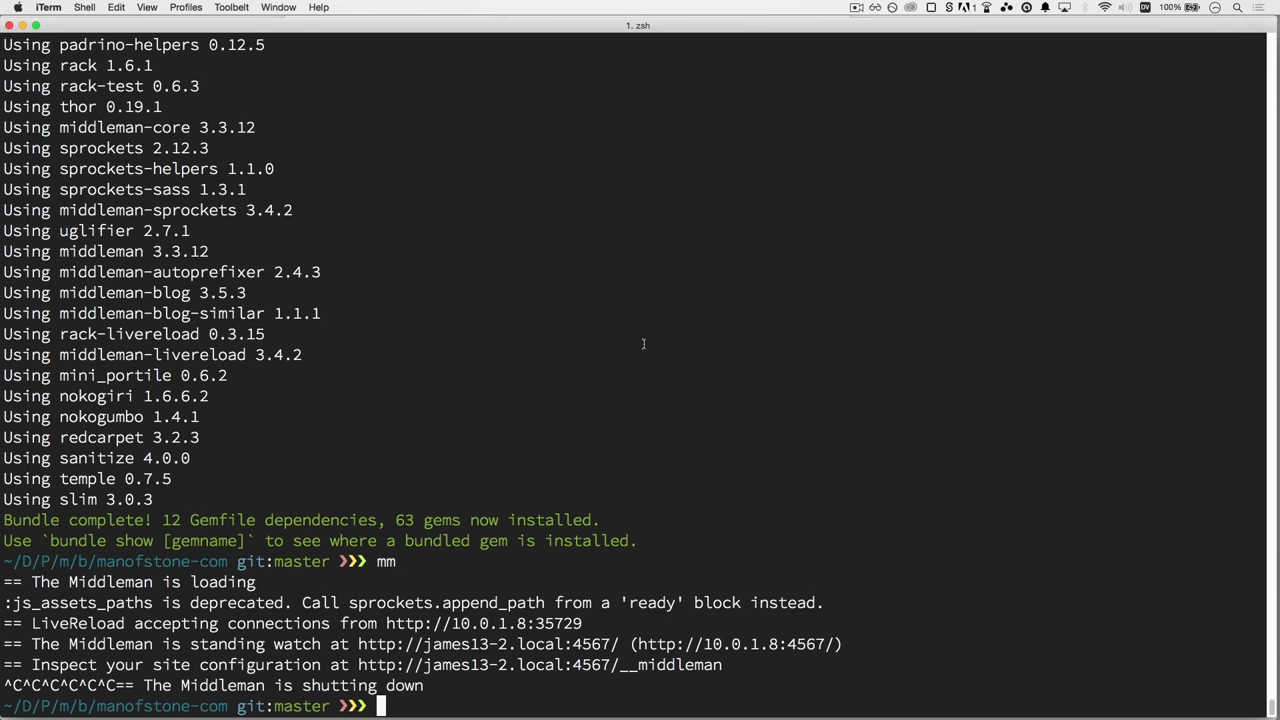 iTerm Shell Edit View Profiles Toolbelt Window Help
1 100%
1. zsh
Using padrino-helpers 0.12.5
Using rack 1.6.1
Using rack-test 0.6.3
Using thor 0.19.1
Using middleman-core 3.3.12
Using sprockets 2.12.3
Using sprockets-helpers 1.1.0
Using sprockets-sass 1.3.1
Using middleman-sprockets 3.4.2
Using uglifier 2.7.1
Using middleman 3.3.12
Using middleman-autoprefixer 2.4.3
Using middleman-blog 3.5.3
Using middleman-blog-similar 1.1.1
Using rack-livereload 0.3.15
Using middleman-livereload 3.4.2
Using mini_portile 0.6.2
Using nokogiri 1.6.6.2
Using nokogumbo 1.4.1
Using redcarpet 3.2.3
Using sanitize 4.0.0
Using temple 0.7.5
Using slim 3.0.3
Bundle complete! 12 Gemfile dependencies, 63 gems now installed.
Use `bundle show [gemname]` to see where a bundled gem is installed.
~/D/P/m/b/manofstone-com git:master ❯❯❯ mm
== The Middleman is loading
:js_assets_paths is deprecated. Call sprockets.append_path from a 'ready' block instead.
== LiveReload accepting connections from http://10.0.1.8:35729
== The Middleman is standing watch at http://james13-2.local:4567/ (http://10.0.1.8:4567/)
== Inspect your site configuration at http://james13-2.local:4567/__middleman
^C^C^C^C^C^C== The Middleman is shutting down
~/D/P/m/b/manofstone-com git:master ❯❯❯